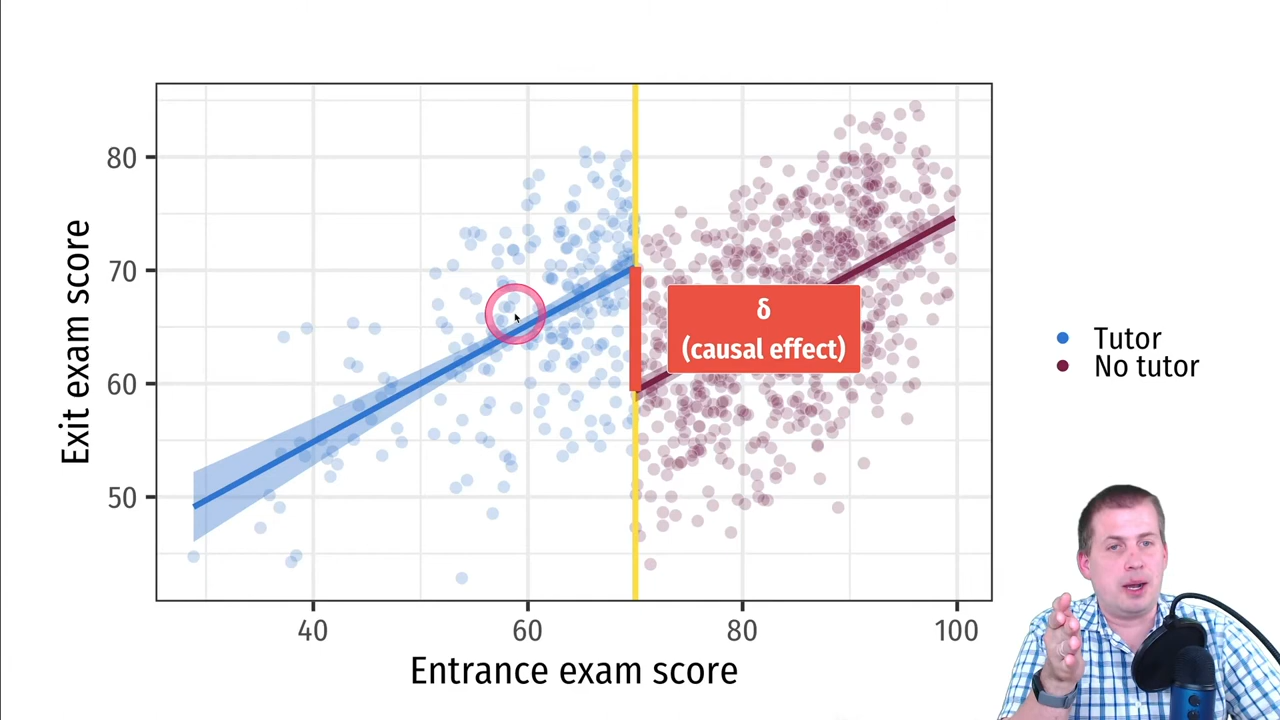 80
70
60
50
Exit exam score
40
60
80
100
Entrance exam score
δ
(causal effect)
Tutor
No tutor